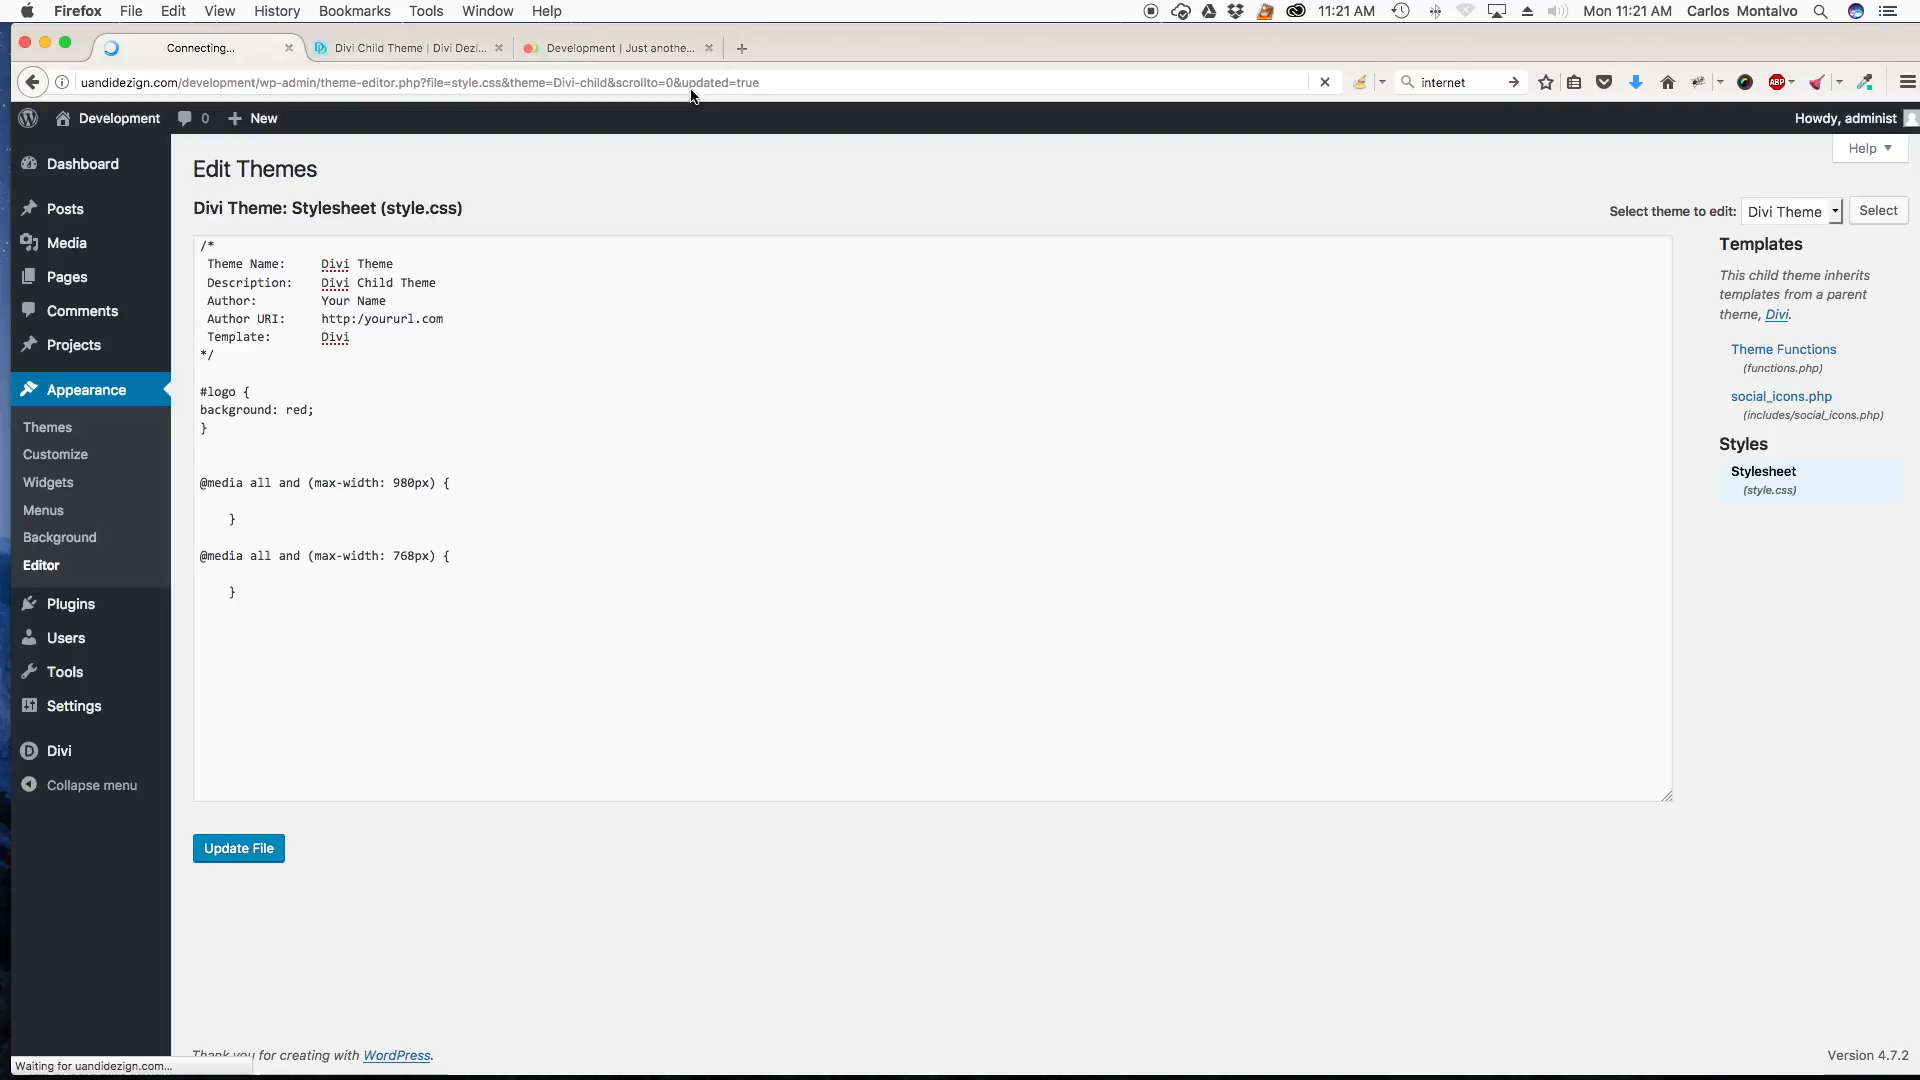 Firefox File Edit View History Bookmarks Tools Window Help 11:21 AM Mon 11:21 AM Carlos Montalvo
Connecting... Divi Child Theme | Divi Dezi... Development | Just anothe...
uandidezign.com/development/wp-admin/theme-editor.php?file=style.css&theme=Divi-child&scrollto=0&updated=true internet ABP
Development 0 + New Howdy, administ
Help
Dashboard
Posts
Media
Pages
Comments
Projects
Appearance
Themes
Customize
Widgets
Menus
Background
Editor
Plugins
Users
Tools
Settings
Divi
Collapse menu
Edit Themes
Divi Theme: Stylesheet (style.css)
Select theme to edit: Divi Theme Select
/*
Theme Name: Divi Theme
Description: Divi Child Theme
Author: Your Name
Author URI: http:/yoururl.com
Template: Divi
*/
#logo {
background: red;
}
@media all and (max-width: 980px) {
}
@media all and (max-width: 768px) {
}
Templates
This child theme inherits
templates from a parent
theme, Divi.
Theme Functions
(functions.php)
social_icons.php
(includes/social_icons.php)
Styles
Stylesheet
(style.css)
Update File
Thank you for creating with WordPress.
Version 4.7.2
Waiting for uandidezign.com...